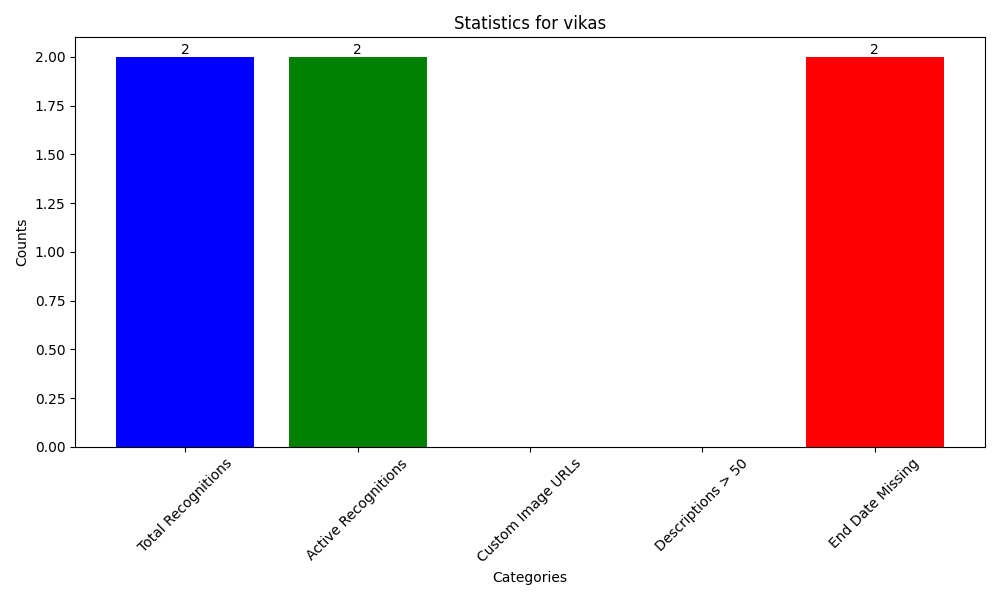 Statistics for vikas
2
2
2
2.00
1.75
1.50
1.25
1.00
0.75
0.50
0.25
0.00
Counts
Total Recognitions
Active Recognitions
Custom Image URLs
Descriptions > 50
End Date Missing
Categories